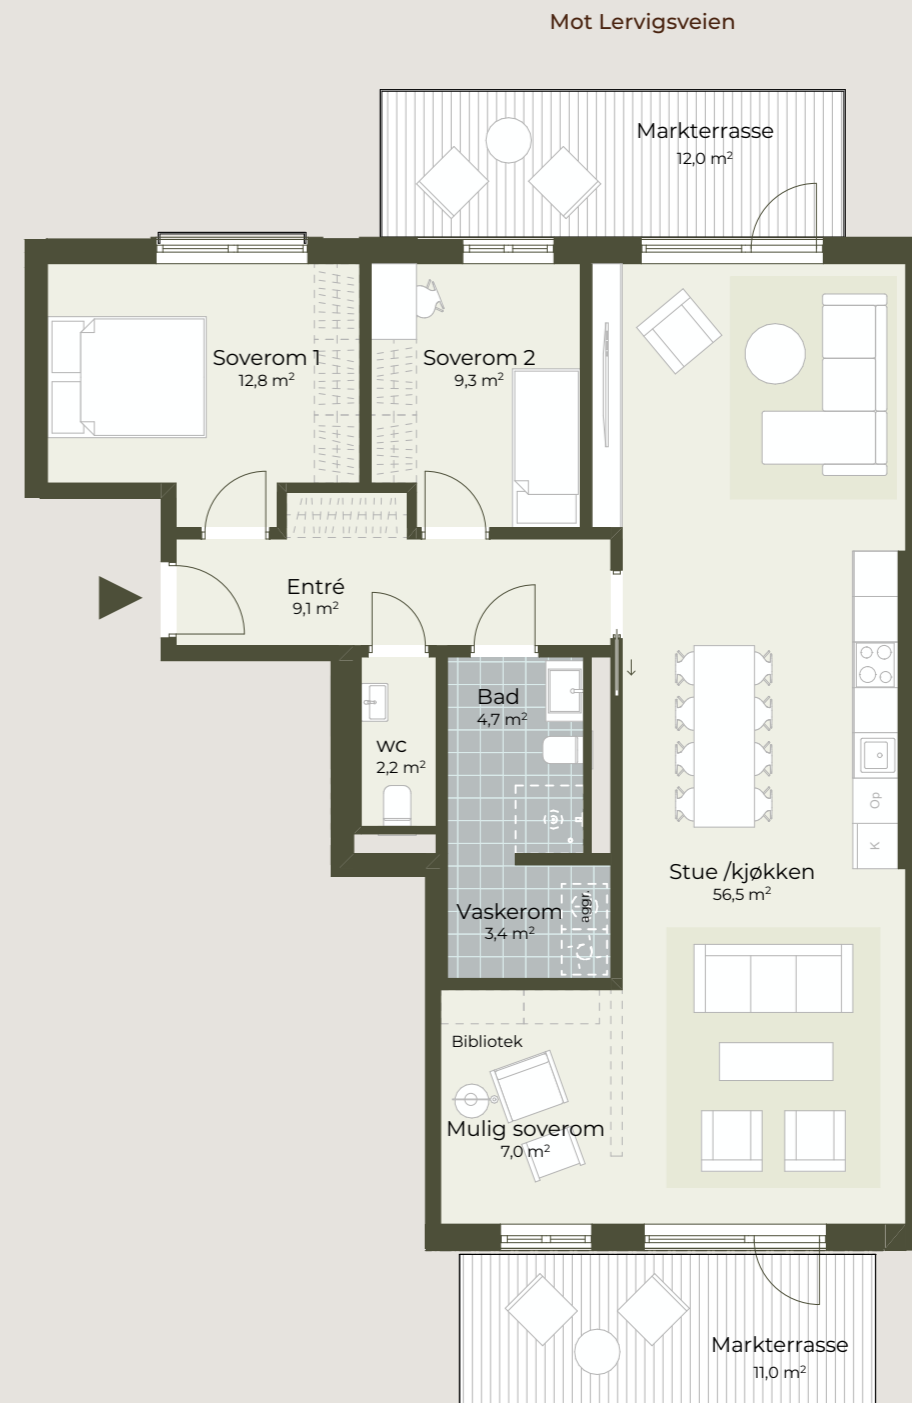 Mot Lervigsveien
Markterrasse
12,0 m²
Soverom 1
12,8 m²
Soverom 2
9,3 m²
Entré
9,1 m²
Bad
4,7 m²
WC
2,2 m²
Op
K
Stue /kjøkken
56,5 m²
Vaskerom
3,4 m²
aggr.
Bibliotek
Mulig soverom
7,0 m²
Markterrasse
11,0 m²